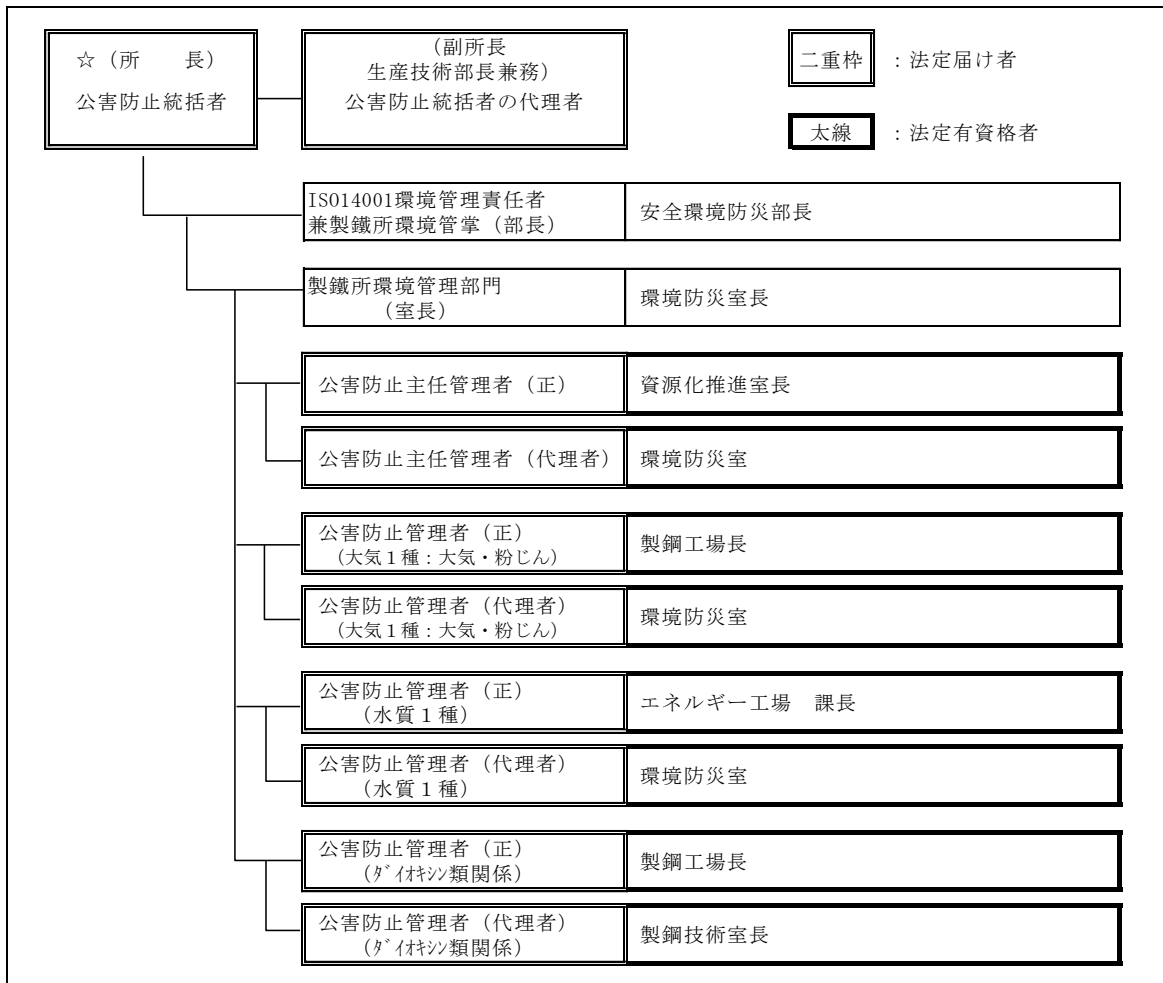 ☆（所　　長）
公害防止統括者
（副所長
生産技術部長兼務）
公害防止統括者の代理者
二重枠 ：法定届け者
太線 ：法定有資格者
ISO14001環境管理責任者
兼製鐵所環境管掌（部長）
安全環境防災部長
製鐵所環境管理部門
（室長）
環境防災室長
公害防止主任管理者（正）
資源化推進室長
公害防止主任管理者（代理者）
環境防災室
公害防止管理者（正）
（大気１種：大気・粉じん）
製鋼工場長
公害防止管理者（代理者）
（大気１種：大気・粉じん）
環境防災室
公害防止管理者（正）
（水質１種）
エネルギー工場　課長
公害防止管理者（代理者）
（水質１種）
環境防災室
公害防止管理者（正）
（ﾀﾞｲｵｷｼﾝ類関係）
製鋼工場長
公害防止管理者（代理者）
（ﾀﾞｲｵｷｼﾝ類関係）
製鋼技術室長